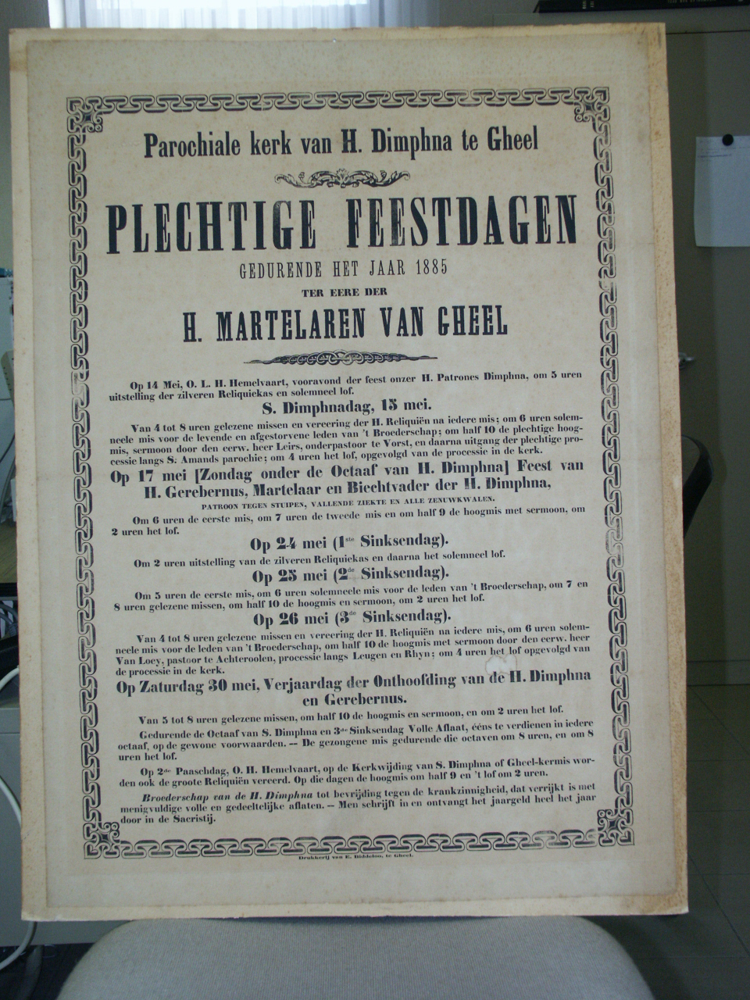 Parochiale kerk van H. Dimphna te Gheel
PLECHTIGE FEESTDAGEN
GEDURENDE HET JAAR 1885
TER EERE DER
H. MARTELAREN VAN GHEEL
Op 14 Mei, O. L. H. Hemelvaart, vooravond der feest onzer H. Patrones Dimphna, om 5 uren
uitstelling der zilveren Reliquiekas en solemneel lof.
S. Dimphnadag, 15 mei.
Van 4 tot 8 uren gelezene missen en vereering der H. Reliquiën na iedere mis; om 6 uren solem-
neele mis voor de levende en afgestorvene leden van 't Broederschap; om half 10 de plechtige hoog-
mis, sermoon door den eerw. heer Leirs, onderpastoor te Vorst, en daarna uitgang der plechtige pro-
cessie langs S. Amands parochie; om 4 uren het lof, opgevolgd van de processie in de kerk.
Op 17 mei [Zondag onder de Octaaf van H. Dimphna] Feest van
H. Gerebernus, Martelaar en Biechtvader der H. Dimphna,
PATROON TEGEN STUIPEN, VALLENDE ZIEKTE EN ALLE ZENUWKWALEN.
Om 6 uren de eerste mis, om 7 uren de tweede mis en om half 9 de hoogmis met sermoon, om
2 uren het lof.
Op 24 mei (1ste Sinksendag).
Om 2 uren uitstelling van de zilveren Reliquiekas en daarna het solemneel lof.
Op 25 mei (2de Sinksendag).
Om 5 uren de eerste mis, om 6 uren solemneele mis voor de leden van 't Broederschap, om 7 en
8 uren gelezene missen, om half 10 de hoogmis en sermoon, om 2 uren het lof.
Op 26 mei (3de Sinksendag).
Van 4 tot 8 uren gelezene missen en vereering der H. Reliquiën na iedere mis, om 6 uren solem-
neele mis voor de leden van 't Broederschap, om half 10 de hoogmis met sermoon door den eerw. heer
Van Loey, pastoor te Achteroolen, processie langs Leugen en Rhyn; om 4 uren het lof opgevolgd van
de processie in de kerk.
Op Zaturdag 30 mei, Verjaardag der Onthoofding van de H. Dimphna
en Gerebernus.
Van 5 tot 8 uren gelezene missen, om half 10 de hoogmis en sermoon, en om 2 uren het lof.
Gedurende de Octaaf van S. Dimphna en 3de Sinksendag Volle Aflaat, ééns te verdienen in iedere
octaaf, op de gewone voorwaarden. — De gezongene mis gedurende die octaven om 8 uren, en om 8
uren het lof.
Op 2de Paaschdag, O. H. Hemelvaart, op de Kerkwijding van S. Dimphna of Gheel-kermis wor-
den ook de groote Reliquiën vereerd. Op die dagen de hoogmis om half 9 en 't lof om 2 uren.
Broederschap van de H. Dimphna tot bevrijding tegen de krankzinnigheid, dat verrijkt is met
menigvuldige volle en gedeeltelijke aflaten. — Men schrijft in en ontvangt het jaargeld heel het jaar
door in de Sacristij.
Drukkerij van E. Biddeloo, te Gheel.